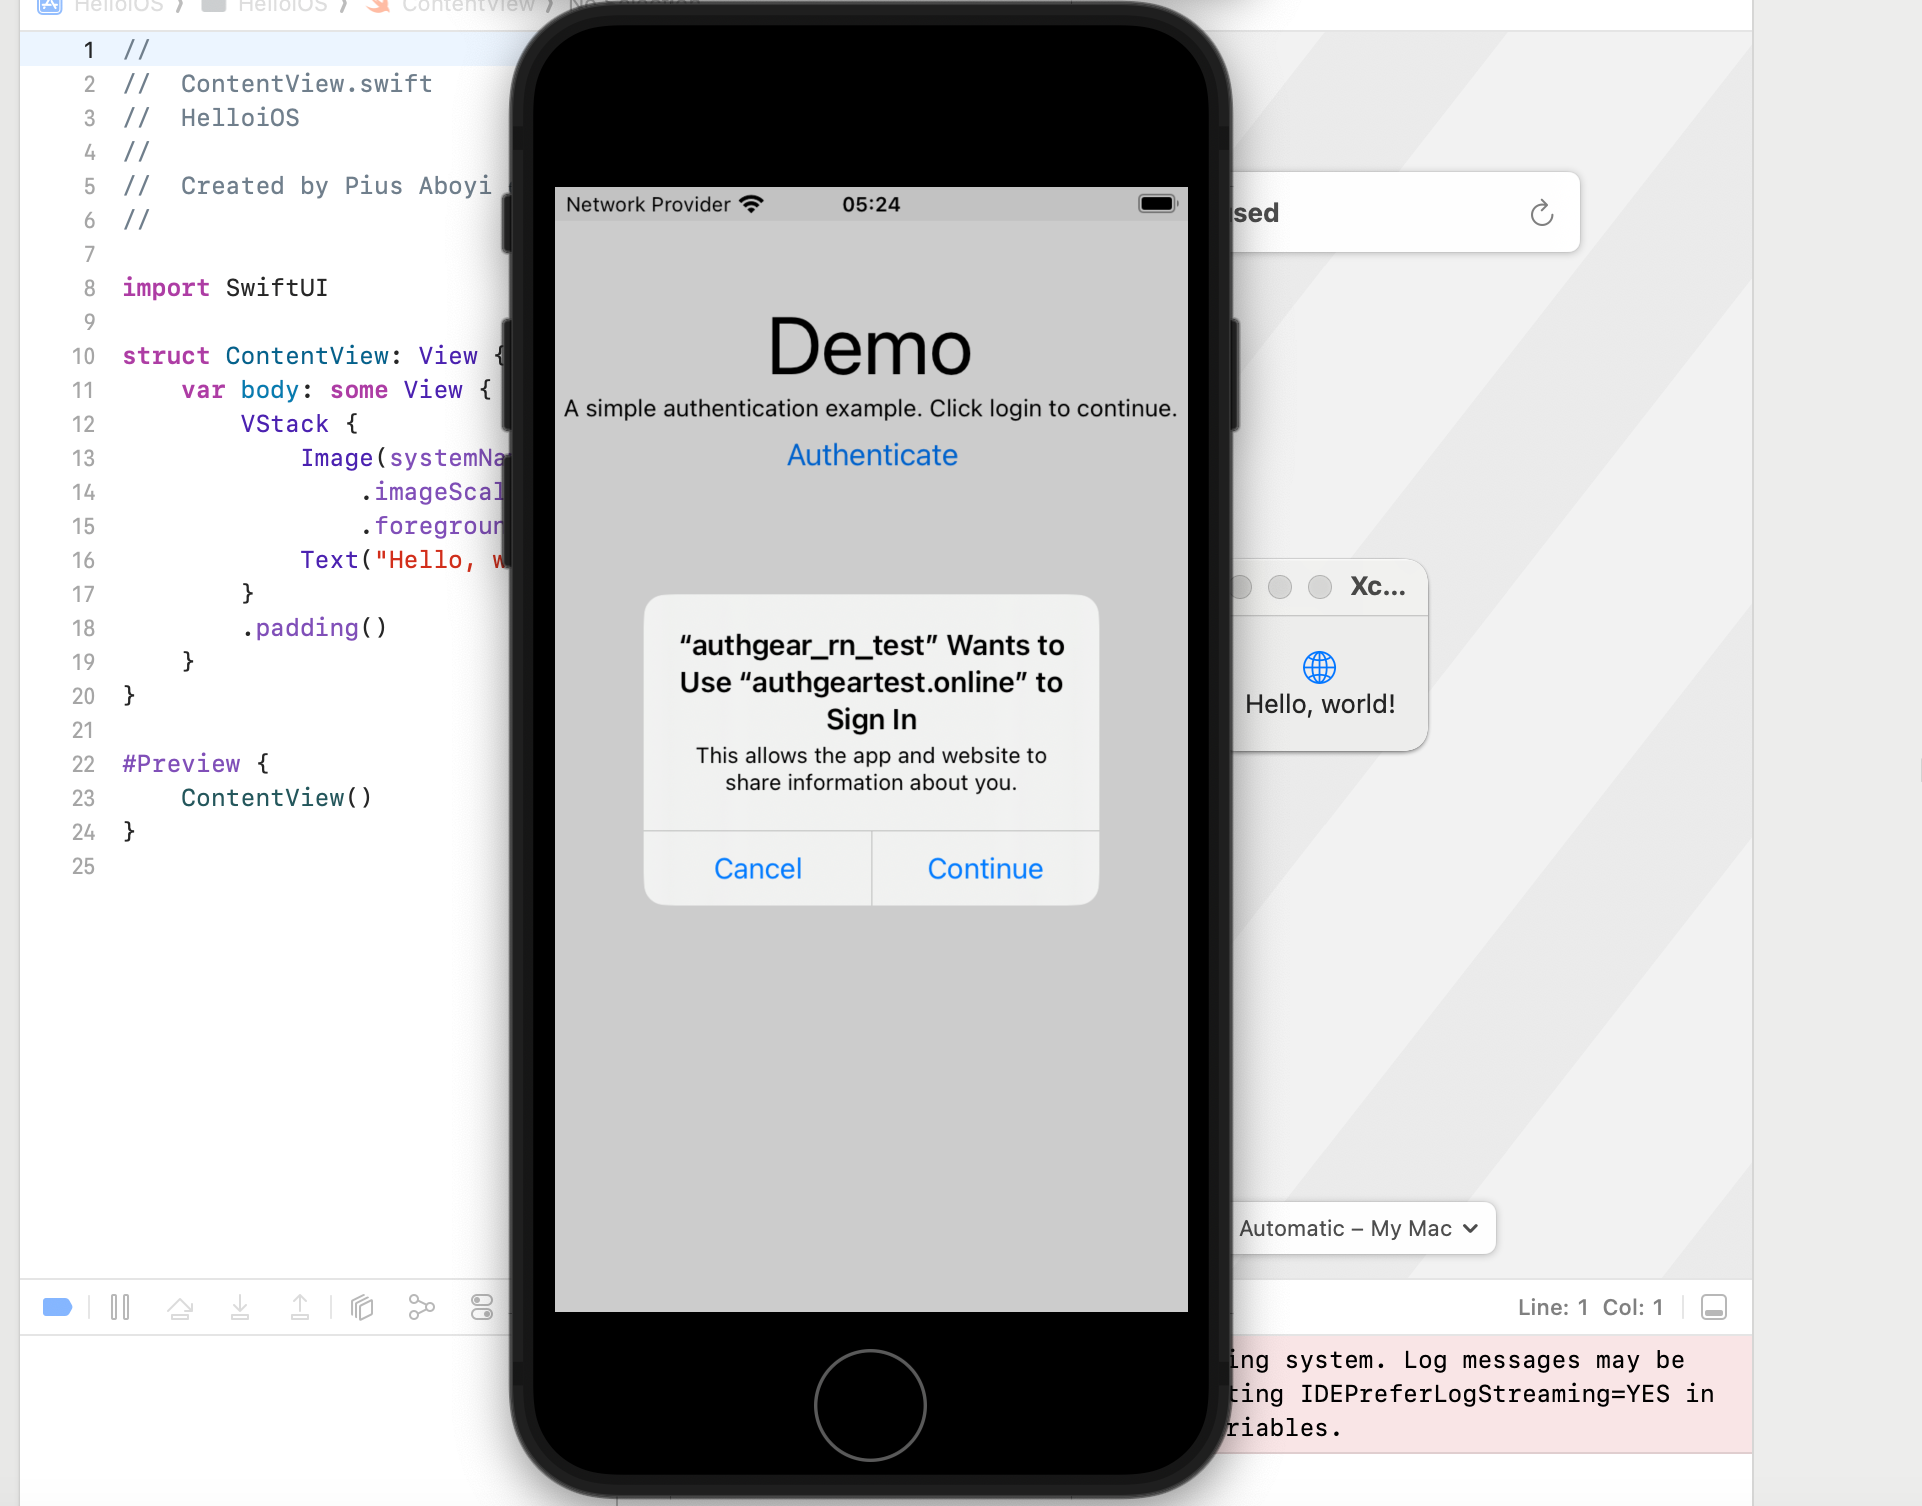 HelloiOS ⟩ HelloiOS ⟩ ContentView ⟩ No Selection
1 //
2 //  ContentView.swift
3 //  HelloiOS
4 //
5 //  Created by Pius Aboyi
6 //
7
8 import SwiftUI
9
10 struct ContentView: View {
11     var body: some View {
12         VStack {
13             Image(systemNa
14                 .imageScal
15                 .foregroun
16             Text("Hello, w
17         }
18         .padding()
19     }
20 }
21
22 #Preview {
23     ContentView()
24 }
25
Network Provider 05:24
Demo
A simple authentication example. Click login to continue.
Authenticate
“authgear_rn_test” Wants to
Use “authgeartest.online” to
Sign In
This allows the app and website to
share information about you.
Cancel Continue
sed
Xc...
Hello, world!
Automatic – My Mac
Line: 1 Col: 1
ing system. Log messages may be
ting IDEPreferLogStreaming=YES in
riables.